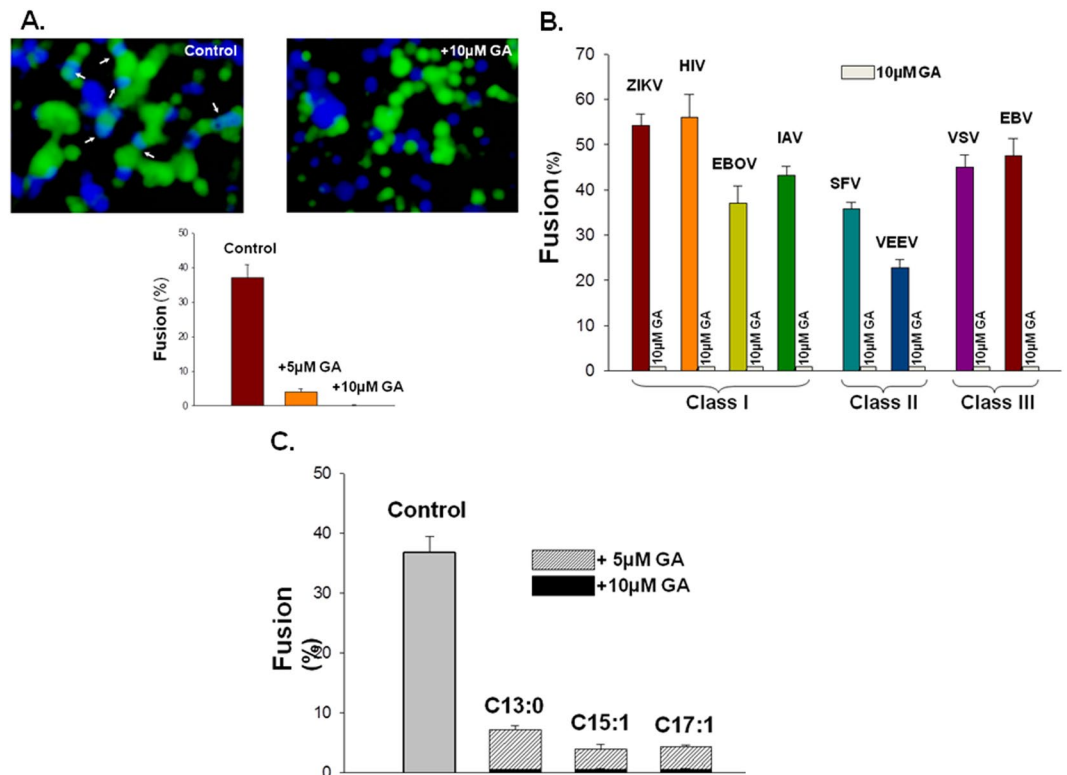 A.
Control
+10µM GA
50
40
30
20
10
0
Fusion (%)
Control
+5µM GA
+10µM GA
B.
70
60
50
40
30
20
10
0
Fusion (%)
10µM GA
ZIKV
HIV
EBOV
IAV
SFV
VEEV
VSV
EBV
10µM GA
10µM GA
10µM GA
10µM GA
10µM GA
10µM GA
10µM GA
10µM GA
Class I
Class II
Class III
C.
50
40
30
20
10
0
Fusion
(%)
Control
+ 5µM GA
+10µM GA
C13:0
C15:1
C17:1